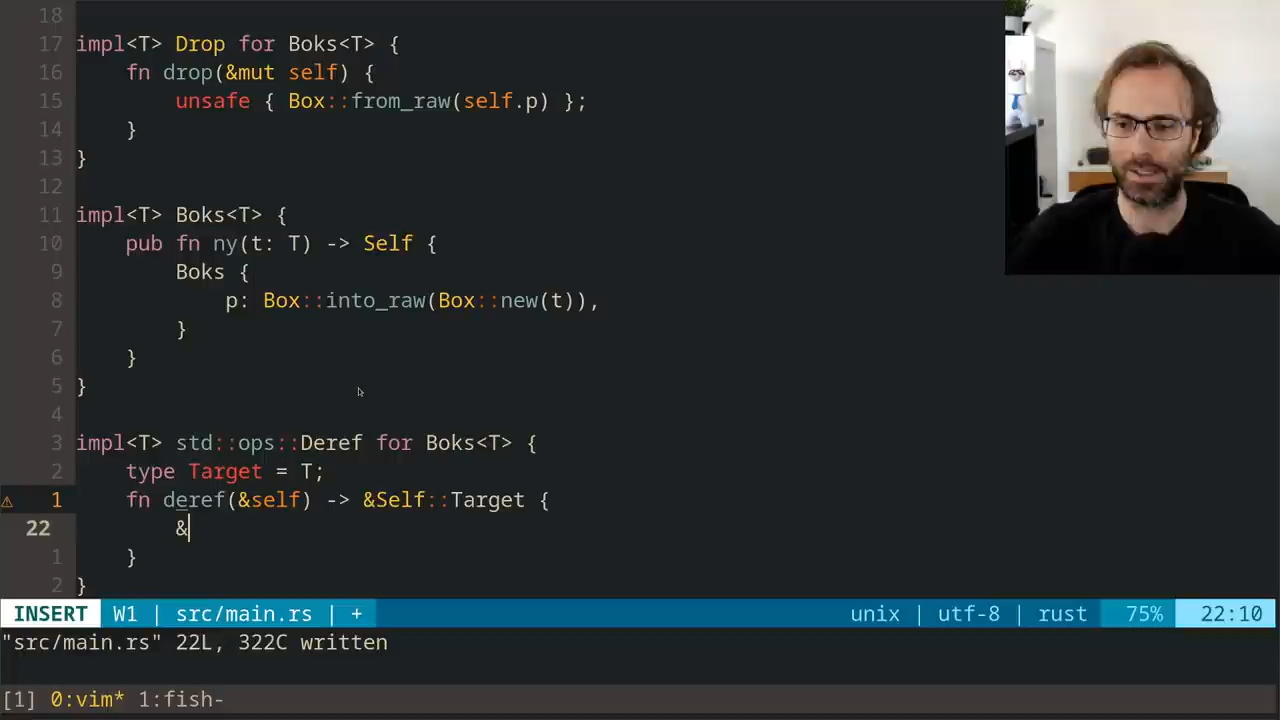 18
17 impl<T> Drop for Boks<T> {
16     fn drop(&mut self) {
15         unsafe { Box::from_raw(self.p) };
14     }
13 }
12
11 impl<T> Boks<T> {
10     pub fn ny(t: T) -> Self {
9         Boks {
8             p: Box::into_raw(Box::new(t)),
7         }
6     }
5 }
4
3 impl<T> std::ops::Deref for Boks<T> {
2     type Target = T;
⚠ 1     fn deref(&self) -> &Self::Target {
22         &
1     }
2 }
INSERT W1 | src/main.rs | + unix | utf-8 | rust 75% 22:10
"src/main.rs" 22L, 322C written
[1] 0:vim* 1:fish-